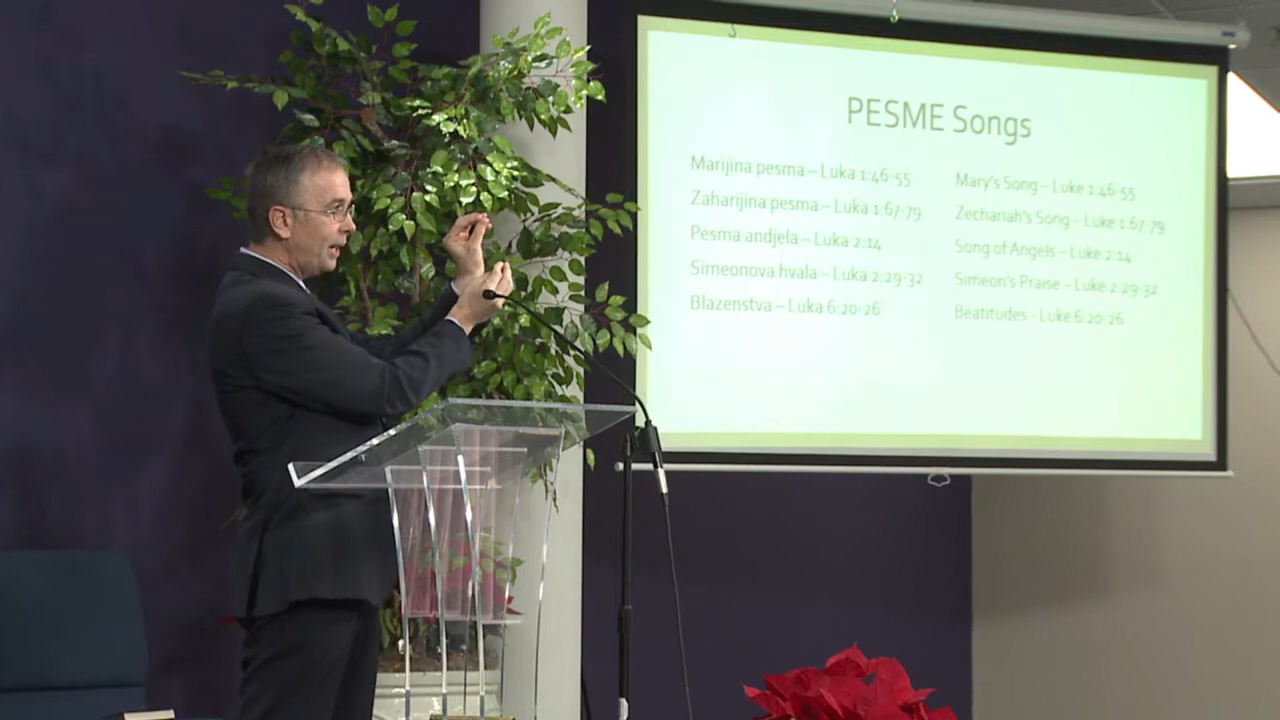 PESME Songs
Marijina pesma – Luka 1:46-55
Zaharijina pesma – Luka 1:67-79
Pesma andjela – Luka 2:14
Simeonova hvala – Luka 2:29-32
Blazenstva – Luka 6:20-26
Mary's Song – Luke 1:46-55
Zechariah's Song - Luke 1:67-79
Song of Angels – Luke 2:14
Simeon's Praise – Luke 2:29-32
Beatitudes - Luke 6:20-26